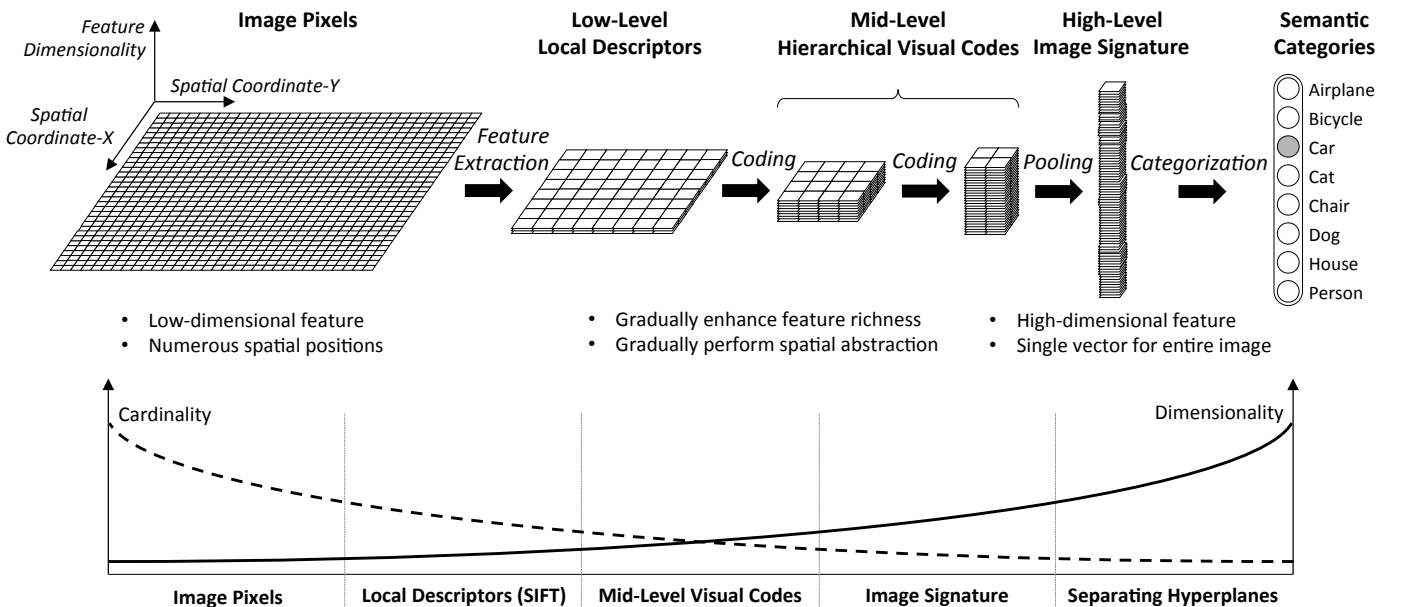 Image Pixels
Low-Level
Local Descriptors
Mid-Level
Hierarchical Visual Codes
High-Level
Image Signature
Semantic
Categories
Feature
Dimensionality
Spatial Coordinate-Y
Spatial
Coordinate-X
Feature
Extraction
Coding
Coding
Pooling
Categorization
Airplane
Bicycle
Car
Cat
Chair
Dog
House
Person
• Low-dimensional feature
• Numerous spatial positions
• Gradually enhance feature richness
• Gradually perform spatial abstraction
• High-dimensional feature
• Single vector for entire image
Cardinality
Dimensionality
Image Pixels
Local Descriptors (SIFT)
Mid-Level Visual Codes
Image Signature
Separating Hyperplanes